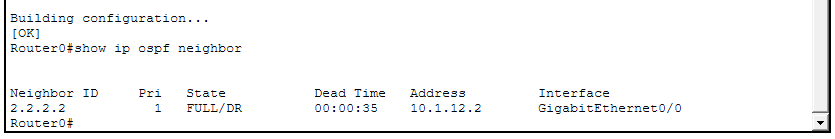 Building configuration...
[OK]
Router0#show ip ospf neighbor
Neighbor ID     Pri   State           Dead Time   Address         Interface
2.2.2.2           1   FULL/DR         00:00:35    10.1.12.2       GigabitEthernet0/0
Router0#